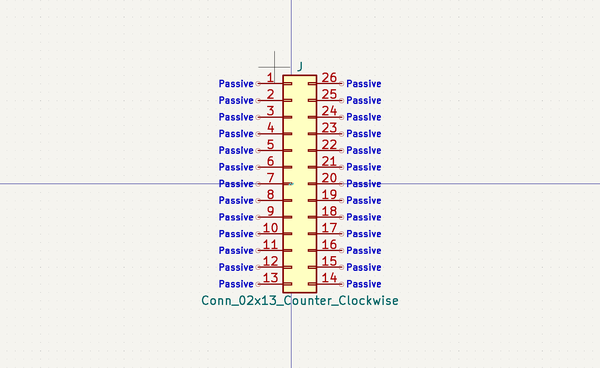 J
Passive 1 26 Passive
Passive 2 25 Passive
Passive 3 24 Passive
Passive 4 23 Passive
Passive 5 22 Passive
Passive 6 21 Passive
Passive 7 20 Passive
Passive 8 19 Passive
Passive 9 18 Passive
Passive 10 17 Passive
Passive 11 16 Passive
Passive 12 15 Passive
Passive 13 14 Passive
Conn_02x13_Counter_Clockwise